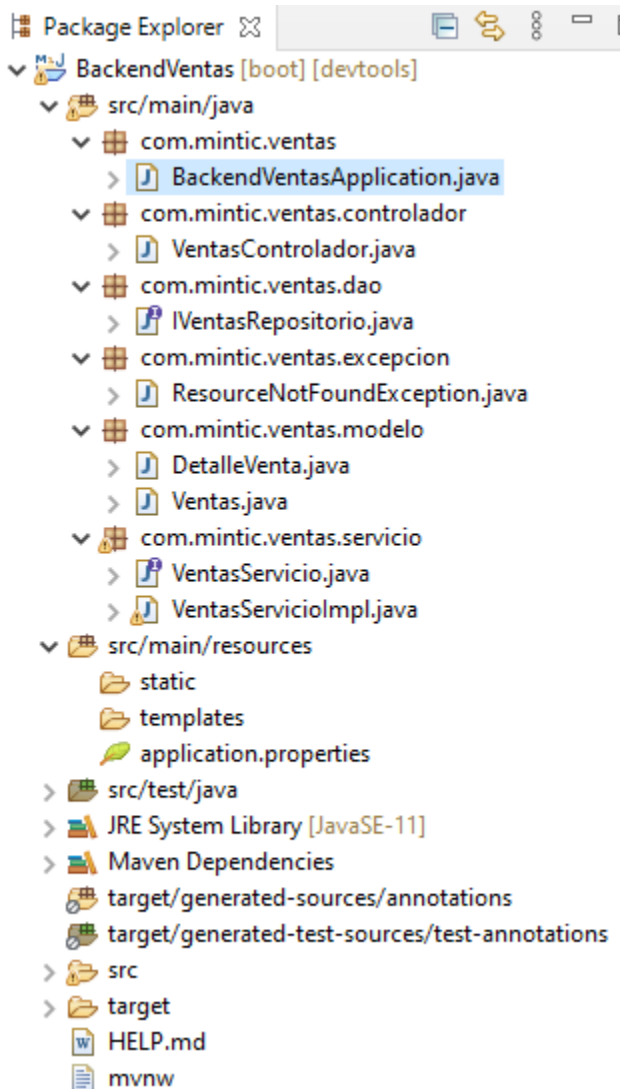 Package Explorer
BackendVentas [boot] [devtools]
src/main/java
com.mintic.ventas
BackendVentasApplication.java
com.mintic.ventas.controlador
VentasControlador.java
com.mintic.ventas.dao
IVentasRepositorio.java
com.mintic.ventas.excepcion
ResourceNotFoundException.java
com.mintic.ventas.modelo
DetalleVenta.java
Ventas.java
com.mintic.ventas.servicio
VentasServicio.java
VentasServicioImpl.java
src/main/resources
static
templates
application.properties
src/test/java
JRE System Library [JavaSE-11]
Maven Dependencies
target/generated-sources/annotations
target/generated-test-sources/test-annotations
src
target
HELP.md
mvnw